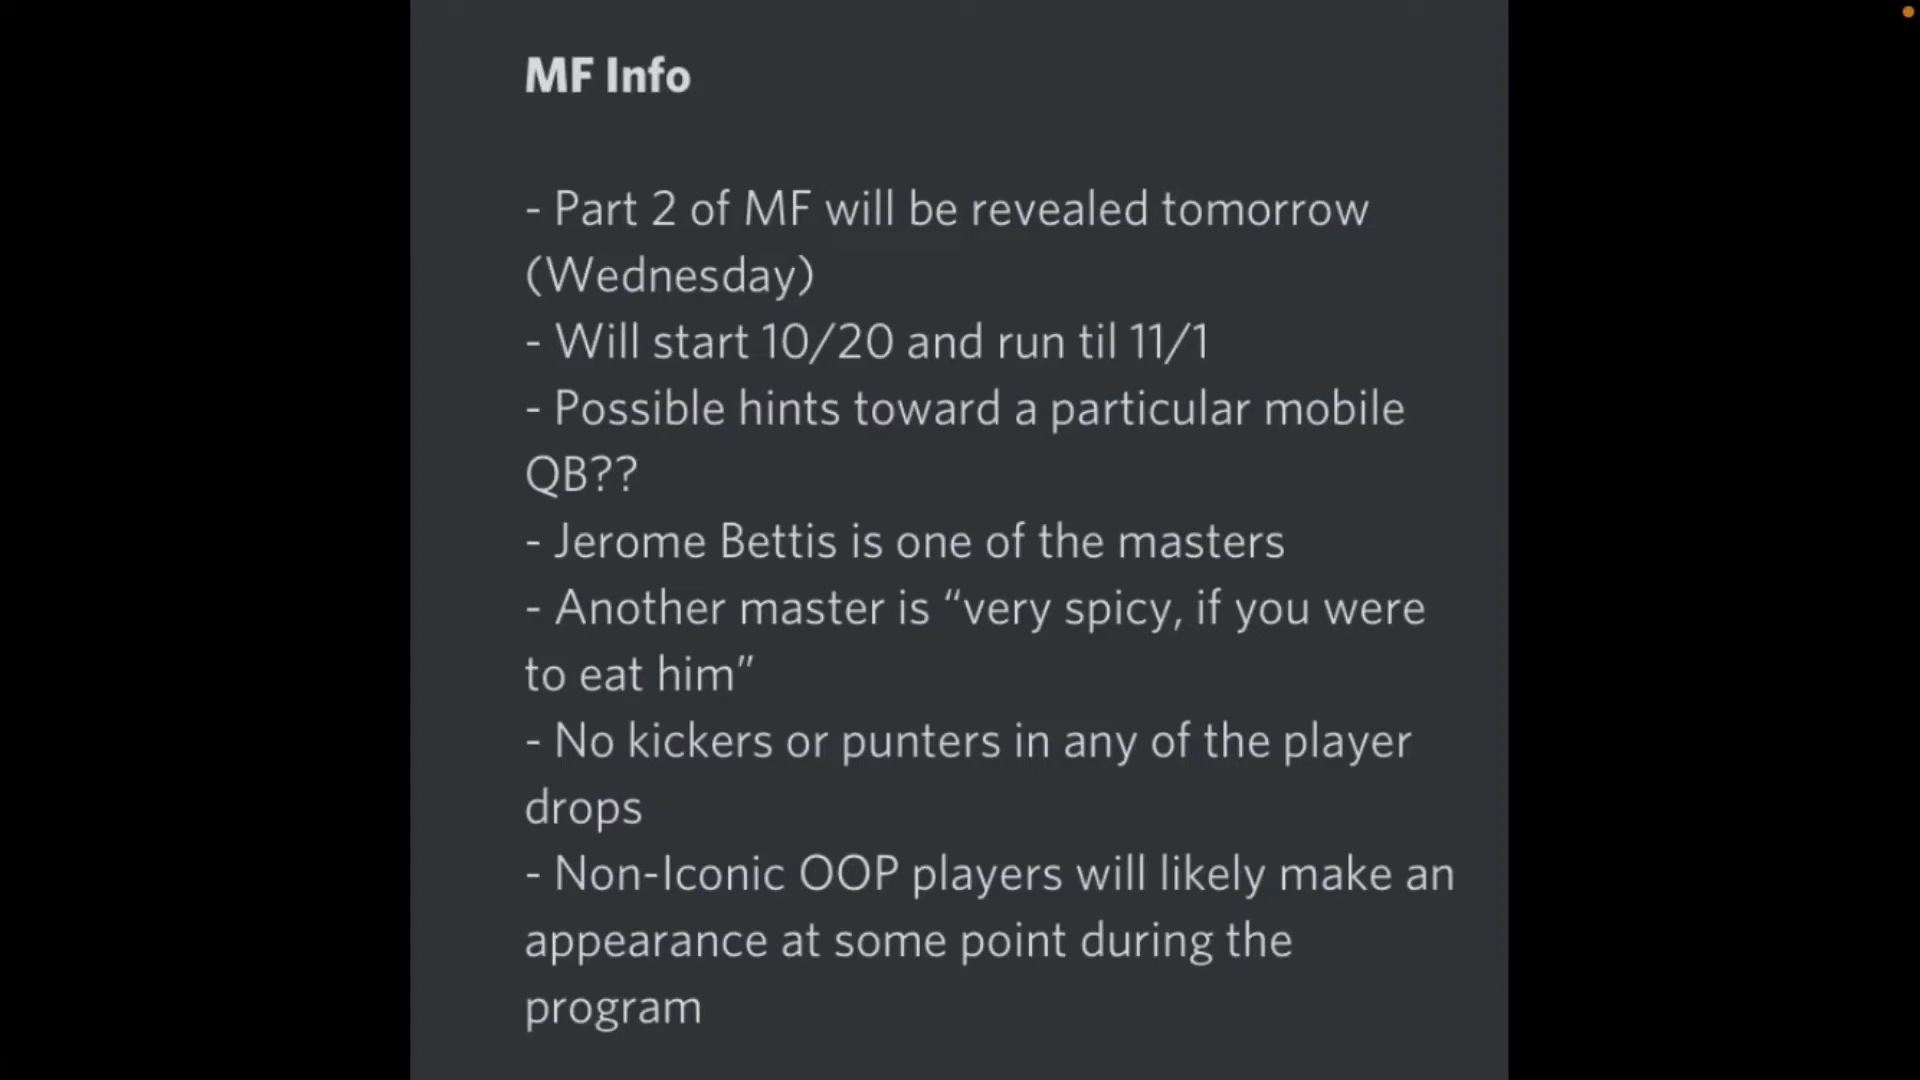 MF Info
- Part 2 of MF will be revealed tomorrow
(Wednesday)
- Will start 10/20 and run til 11/1
- Possible hints toward a particular mobile
QB??
- Jerome Bettis is one of the masters
- Another master is “very spicy, if you were
to eat him”
- No kickers or punters in any of the player
drops
- Non-Iconic OOP players will likely make an
appearance at some point during the
program